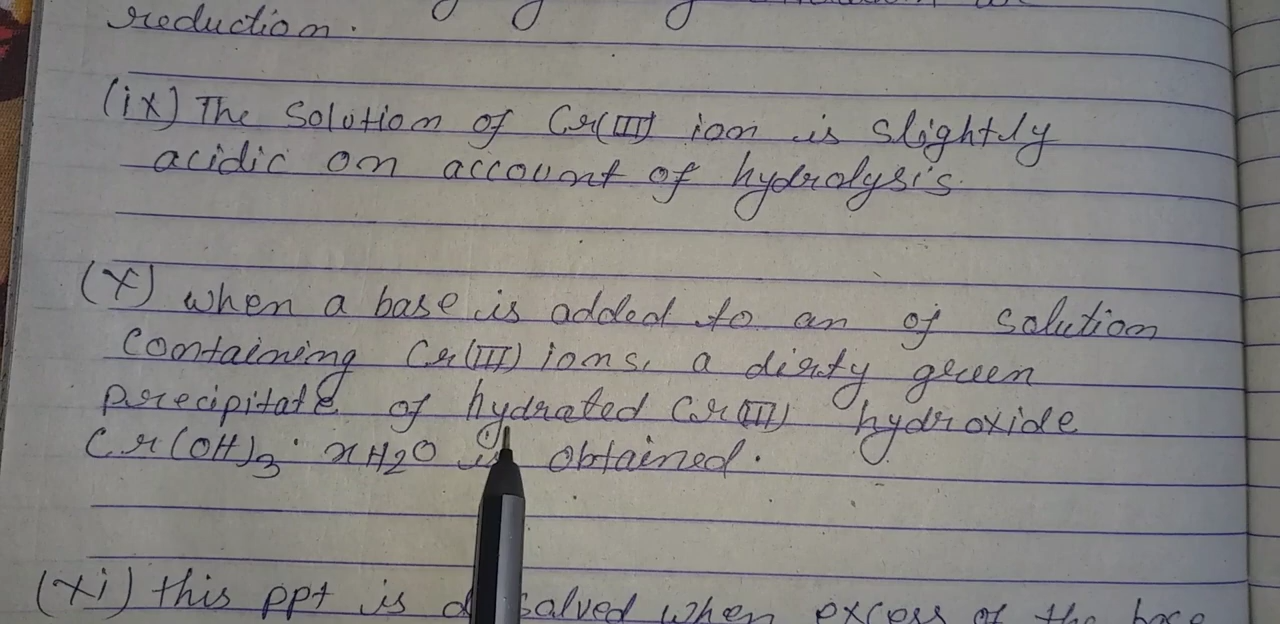 reduction.
(ix) The solution of Cr(III) ion is slightly
acidic on account of hydrolysis.
(x) when a base is added to an of solution
containing Cr(III) ions, a dirty green
precipitate of hydrated Cr(III) hydroxide
Cr(OH)3 · xH2O is obtained.
(xi) this ppt is when excess of the base